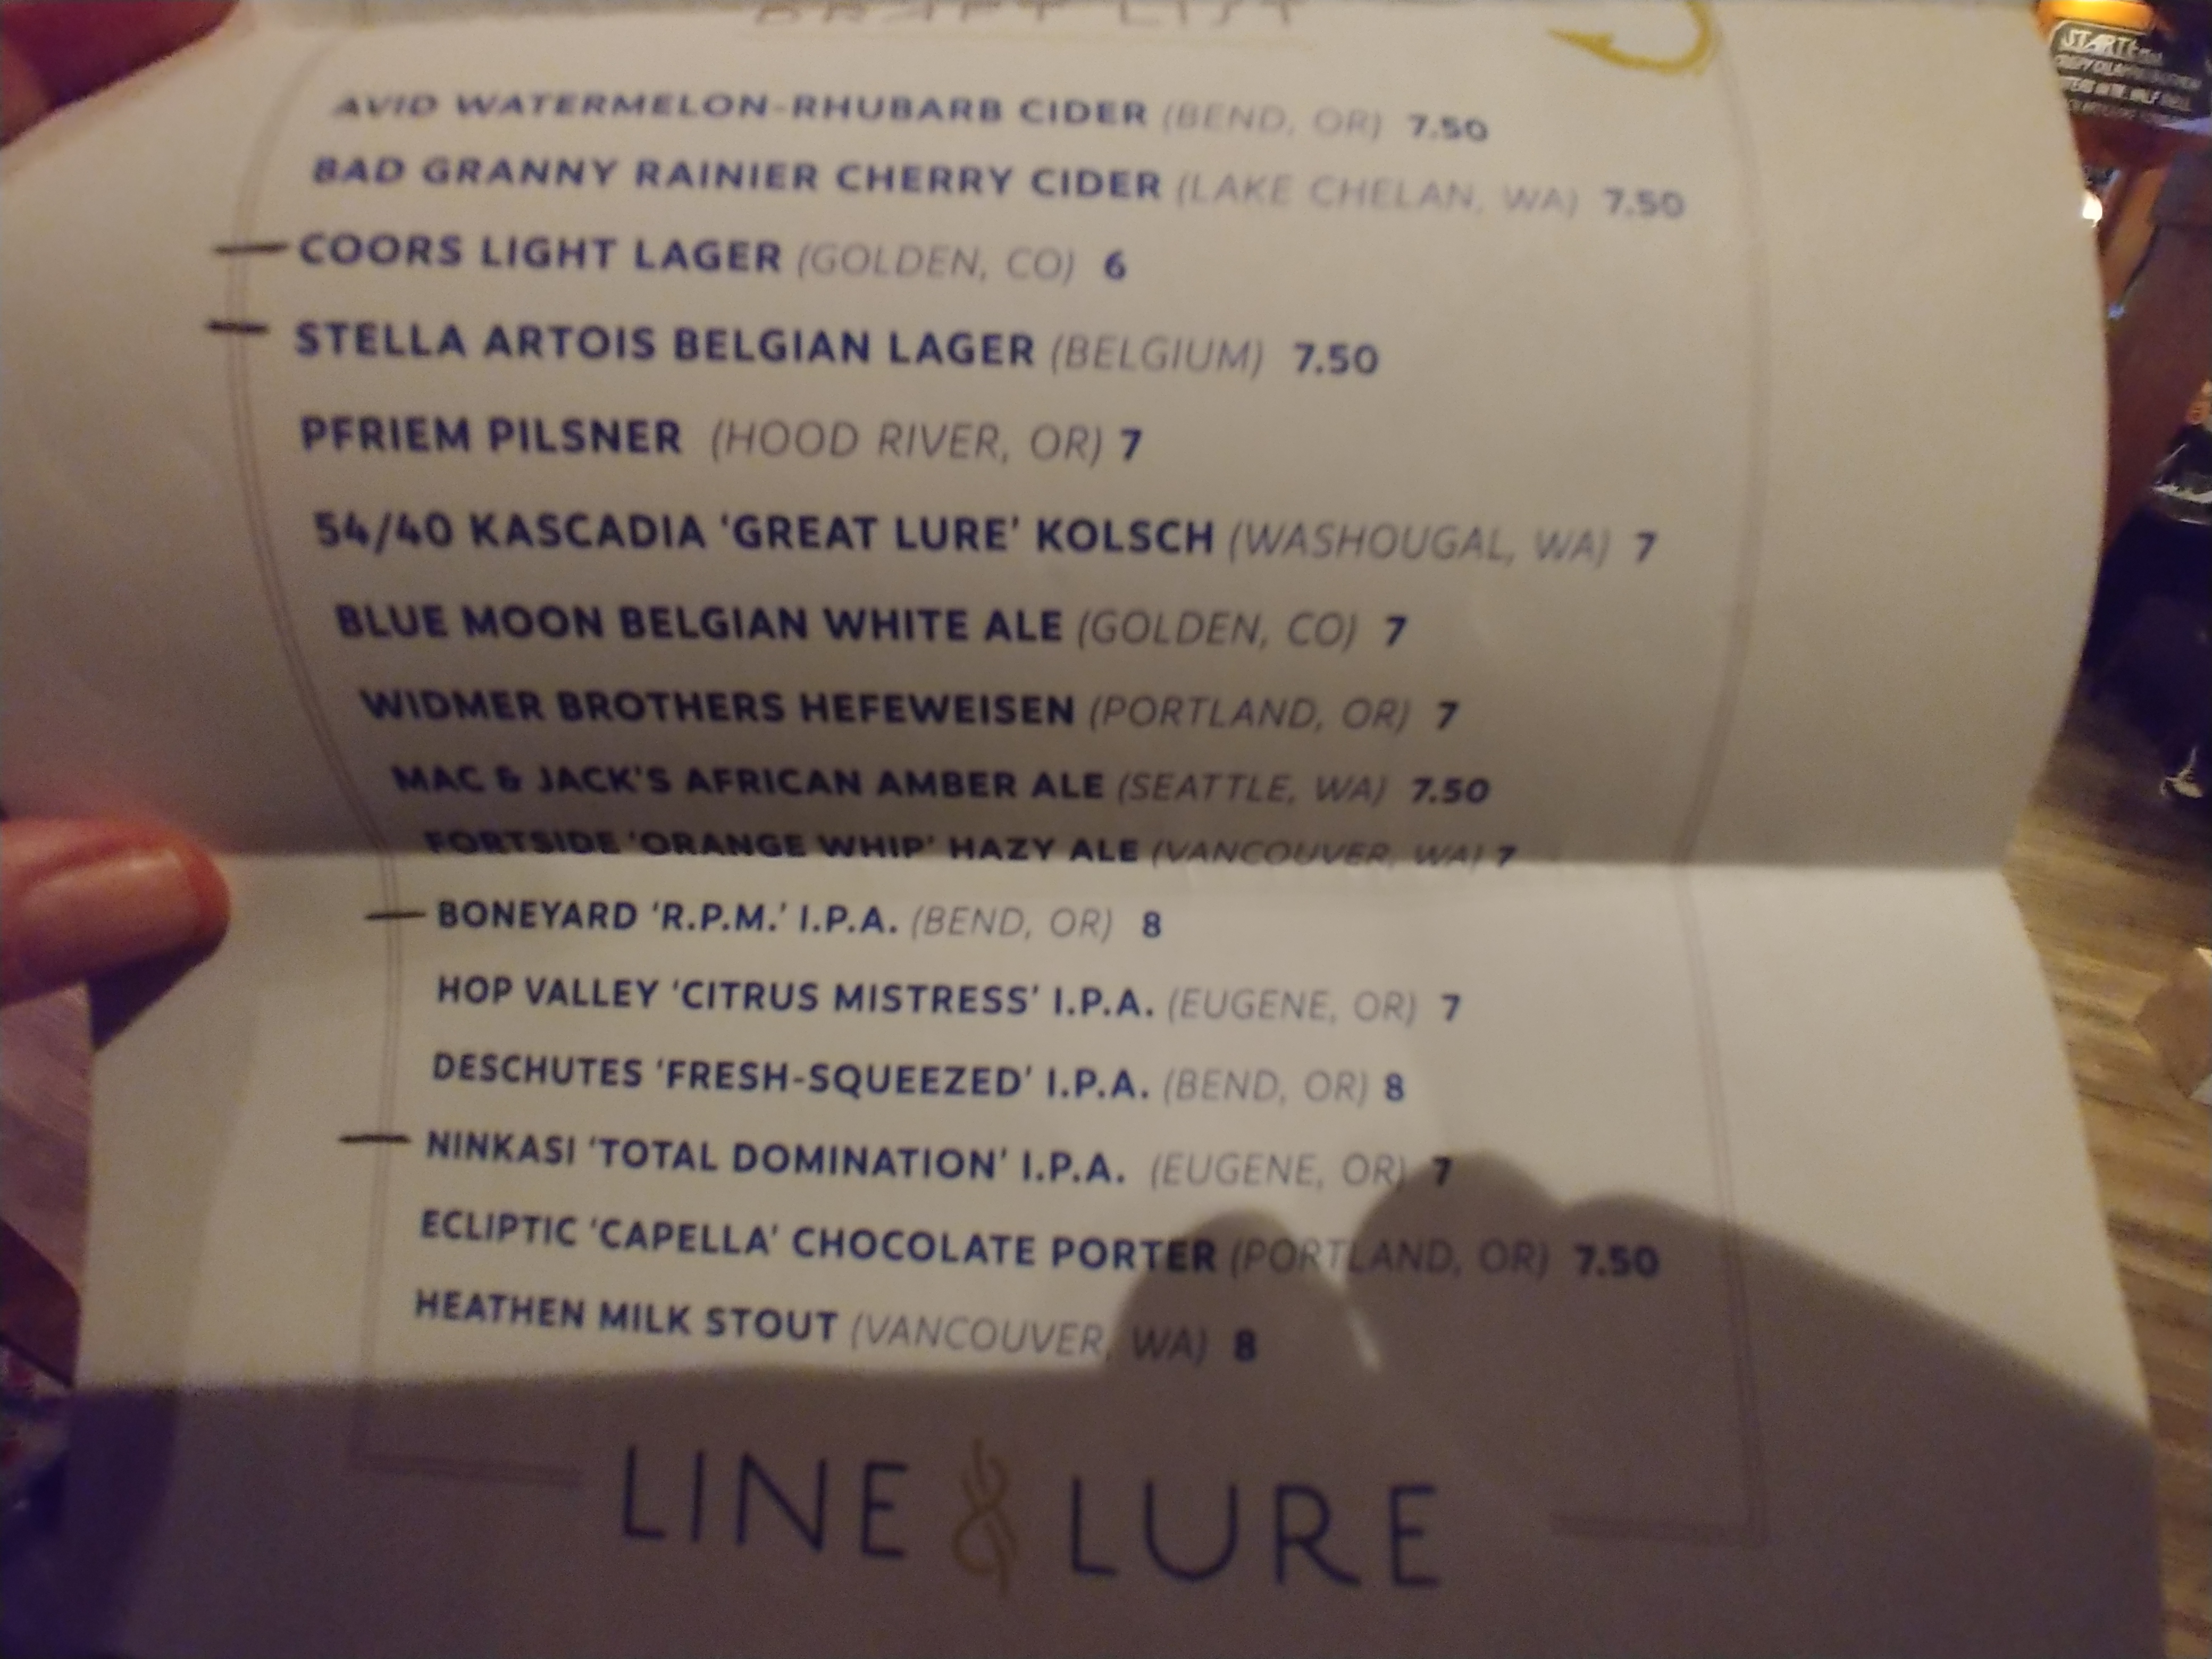 DRAFT LIST
AVID WATERMELON-RHUBARB CIDER (BEND, OR) 7.50
BAD GRANNY RAINIER CHERRY CIDER (LAKE CHELAN, WA) 7.50
COORS LIGHT LAGER (GOLDEN, CO) 6
STELLA ARTOIS BELGIAN LAGER (BELGIUM) 7.50
PFRIEM PILSNER (HOOD RIVER, OR) 7
54/40 KASCADIA 'GREAT LURE' KOLSCH (WASHOUGAL, WA) 7
BLUE MOON BELGIAN WHITE ALE (GOLDEN, CO) 7
WIDMER BROTHERS HEFEWEISEN (PORTLAND, OR) 7
MAC & JACK'S AFRICAN AMBER ALE (SEATTLE, WA) 7.50
FORTSIDE 'ORANGE WHIP' HAZY ALE (VANCOUVER, WA) 7
BONEYARD 'R.P.M.' I.P.A. (BEND, OR) 8
HOP VALLEY 'CITRUS MISTRESS' I.P.A. (EUGENE, OR) 7
DESCHUTES 'FRESH-SQUEEZED' I.P.A. (BEND, OR) 8
NINKASI 'TOTAL DOMINATION' I.P.A. (EUGENE, OR) 7
ECLIPTIC 'CAPELLA' CHOCOLATE PORTER (PORTLAND, OR) 7.50
HEATHEN MILK STOUT (VANCOUVER, WA) 8
LINE & LURE